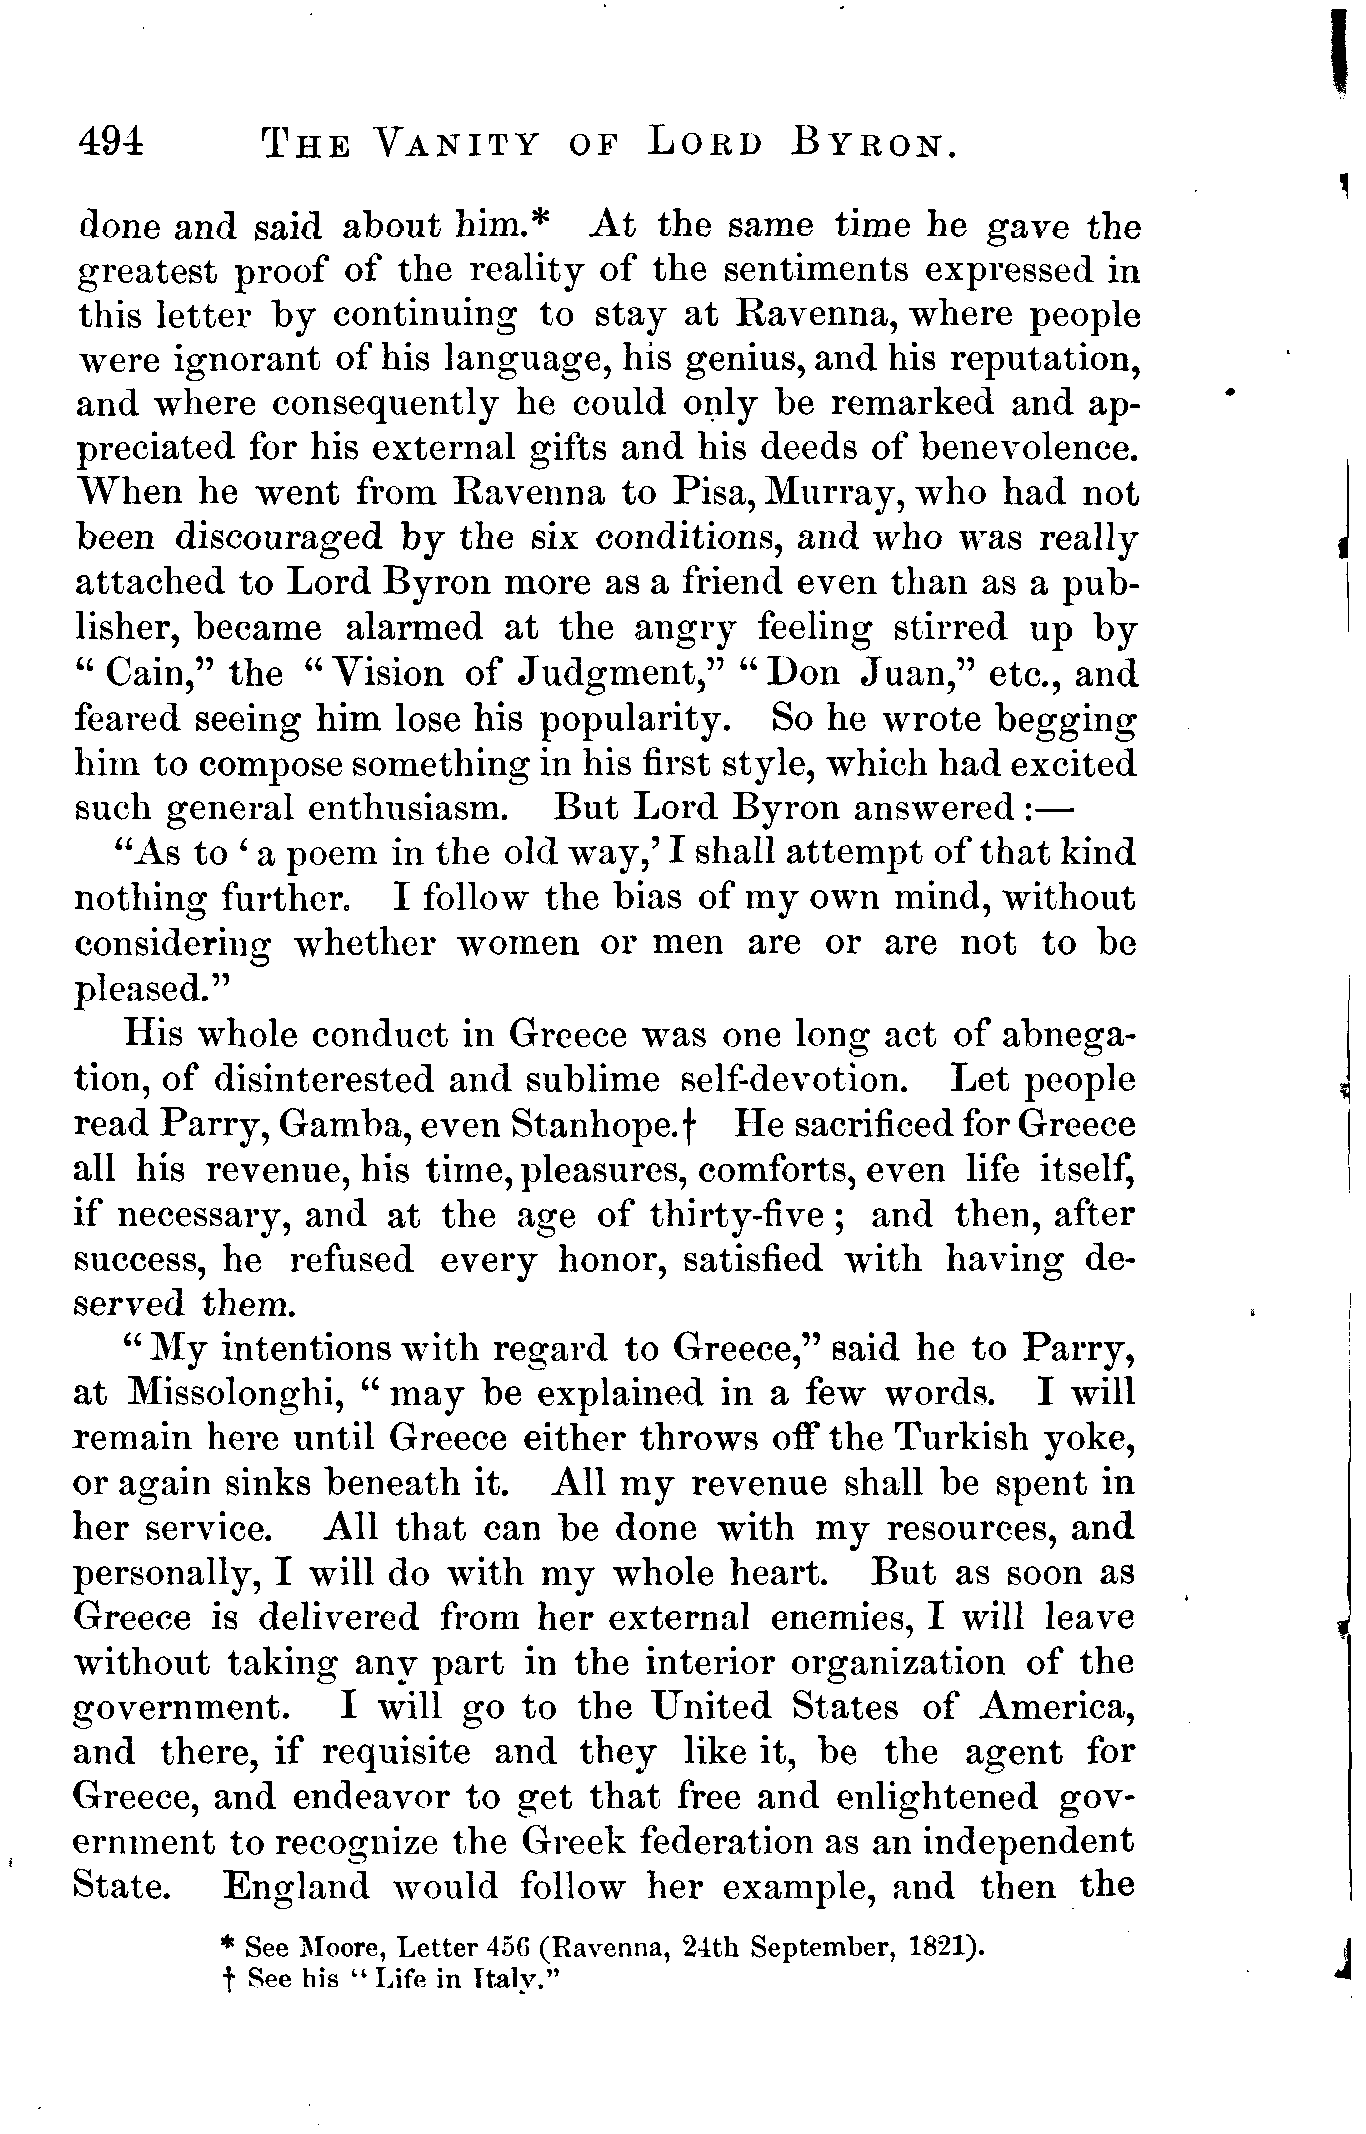 494 THE VANITY OF LORD BYRON.
done and said about him.* At the same time he gave the
greatest proof of the reality of the sentiments expressed in
this letter by continuing to stay at Ravenna, where people
were ignorant of his language, his genius, and his reputation,
and where consequently he could only be remarked and ap-
preciated for his external gifts and his deeds of benevolence.
When he went from Ravenna to Pisa, Murray, who had not
been discouraged by the six conditions, and who was really
attached to Lord Byron more as a friend even than as a pub-
lisher, became alarmed at the angry feeling stirred up by
“Cain,” the “Vision of Judgment,” “Don Juan,” etc., and
feared seeing him lose his popularity. So he wrote begging
him to compose something in his first style, which had excited
such general enthusiasm. But Lord Byron answered:—
“As to ‘a poem in the old way,’ I shall attempt of that kind
nothing further. I follow the bias of my own mind, without
considering whether women or men are or are not to be
pleased.”
His whole conduct in Greece was one long act of abnega-
tion, of disinterested and sublime self-devotion. Let people
read Parry, Gamba, even Stanhope.† He sacrificed for Greece
all his revenue, his time, pleasures, comforts, even life itself,
if necessary, and at the age of thirty-five; and then, after
success, he refused every honor, satisfied with having de-
served them.
“My intentions with regard to Greece,” said he to Parry,
at Missolonghi, “may be explained in a few words. I will
remain here until Greece either throws off the Turkish yoke,
or again sinks beneath it. All my revenue shall be spent in
her service. All that can be done with my resources, and
personally, I will do with my whole heart. But as soon as
Greece is delivered from her external enemies, I will leave
without taking any part in the interior organization of the
government. I will go to the United States of America,
and there, if requisite and they like it, be the agent for
Greece, and endeavor to get that free and enlightened gov-
ernment to recognize the Greek federation as an independent
State. England would follow her example, and then the
* See Moore, Letter 456 (Ravenna, 24th September, 1821).
† See his “Life in Italy.”